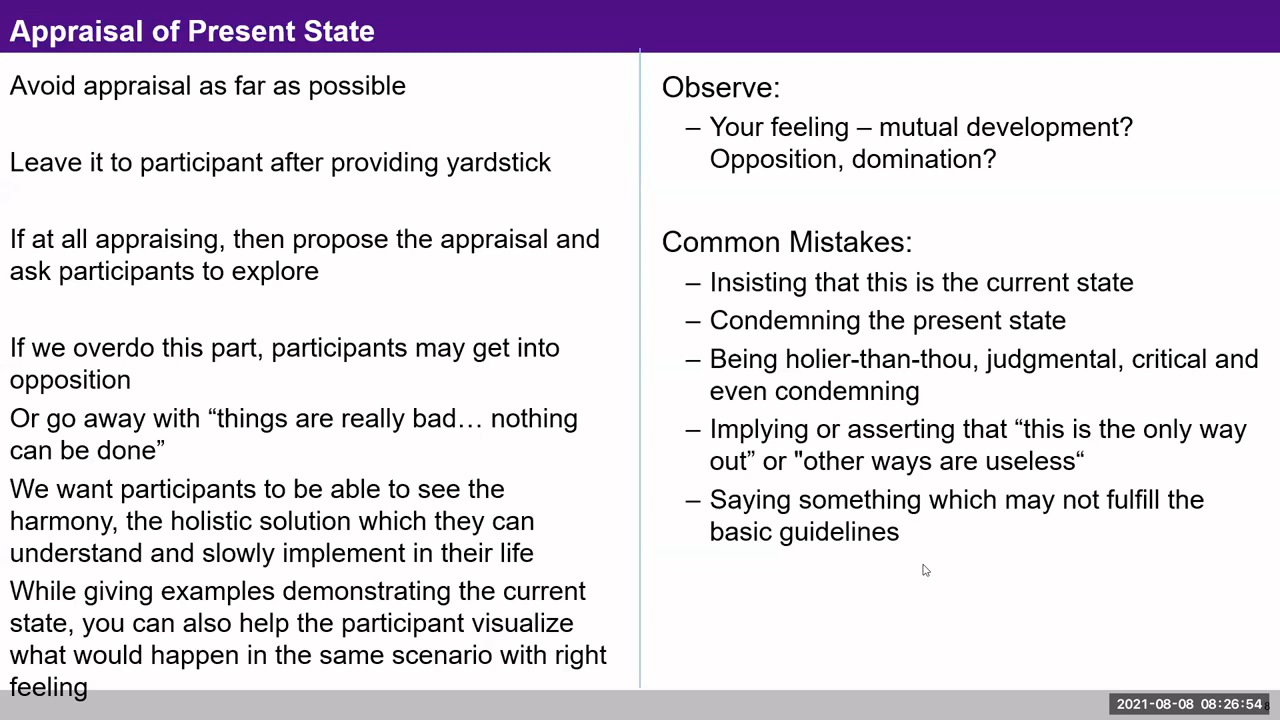 Appraisal of Present State
Avoid appraisal as far as possible
Leave it to participant after providing yardstick
If at all appraising, then propose the appraisal and
ask participants to explore
If we overdo this part, participants may get into
opposition
Or go away with “things are really bad… nothing
can be done”
We want participants to be able to see the
harmony, the holistic solution which they can
understand and slowly implement in their life
While giving examples demonstrating the current
state, you can also help the participant visualize
what would happen in the same scenario with right
feeling
Observe:
– Your feeling – mutual development?
Opposition, domination?
Common Mistakes:
– Insisting that this is the current state
– Condemning the present state
– Being holier-than-thou, judgmental, critical and
even condemning
– Implying or asserting that “this is the only way
out” or "other ways are useless“
– Saying something which may not fulfill the
basic guidelines
2021-08-08 08:26:54
8